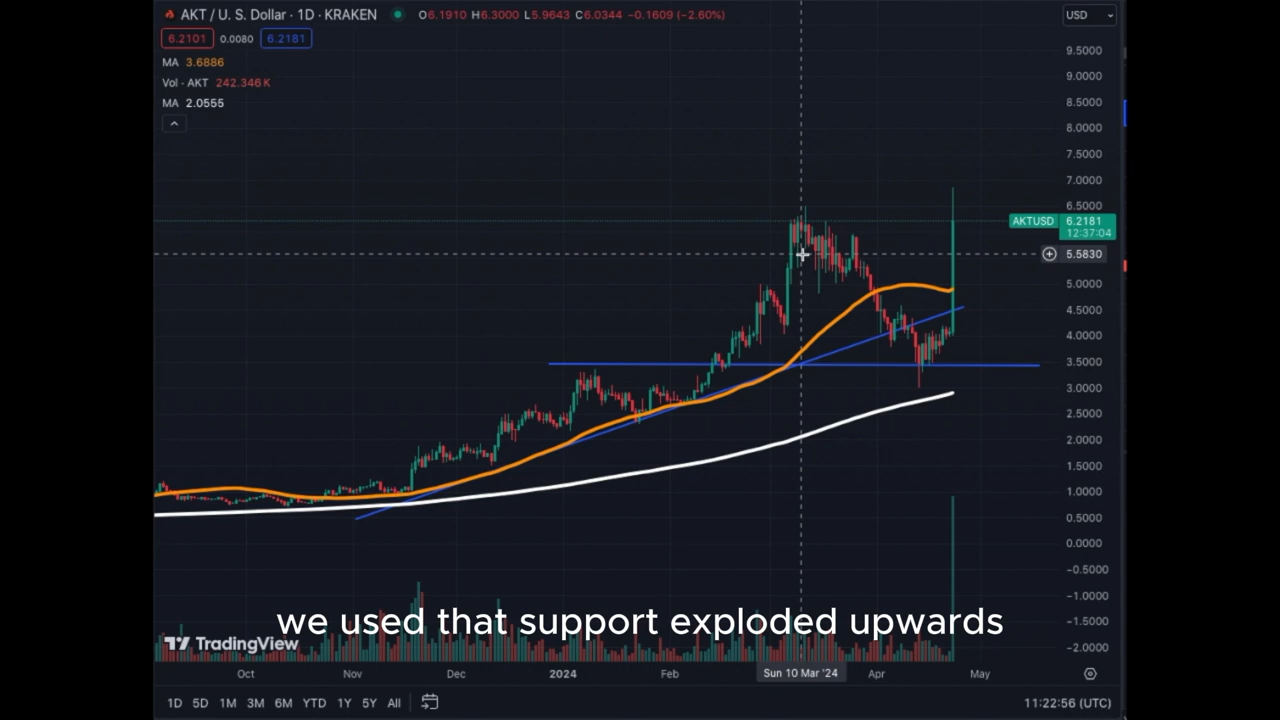 AKT / U. S. Dollar · 1D · KRAKEN O6.1910 H6.3000 L5.9643 C6.0344 −0.1609 (−2.60%) USD
6.2101 0.0080 6.2181
MA 3.6886
Vol · AKT 242.346 K
MA 2.0555
9.5000
9.0000
8.5000
8.0000
7.5000
7.0000
6.5000
AKTUSD 6.2181
12:37:04
5.5830
5.0000
4.5000
4.0000
3.5000
3.0000
2.5000
2.0000
1.5000
1.0000
0.5000
0.0000
−0.5000
−1.0000
we used that support exploded upwards
−1.5000
TradingView
−2.0000
Oct Nov Dec 2024 Feb Sun 10 Mar '24 Apr May
1D 5D 1M 3M 6M YTD 1Y 5Y All 11:22:56 (UTC)